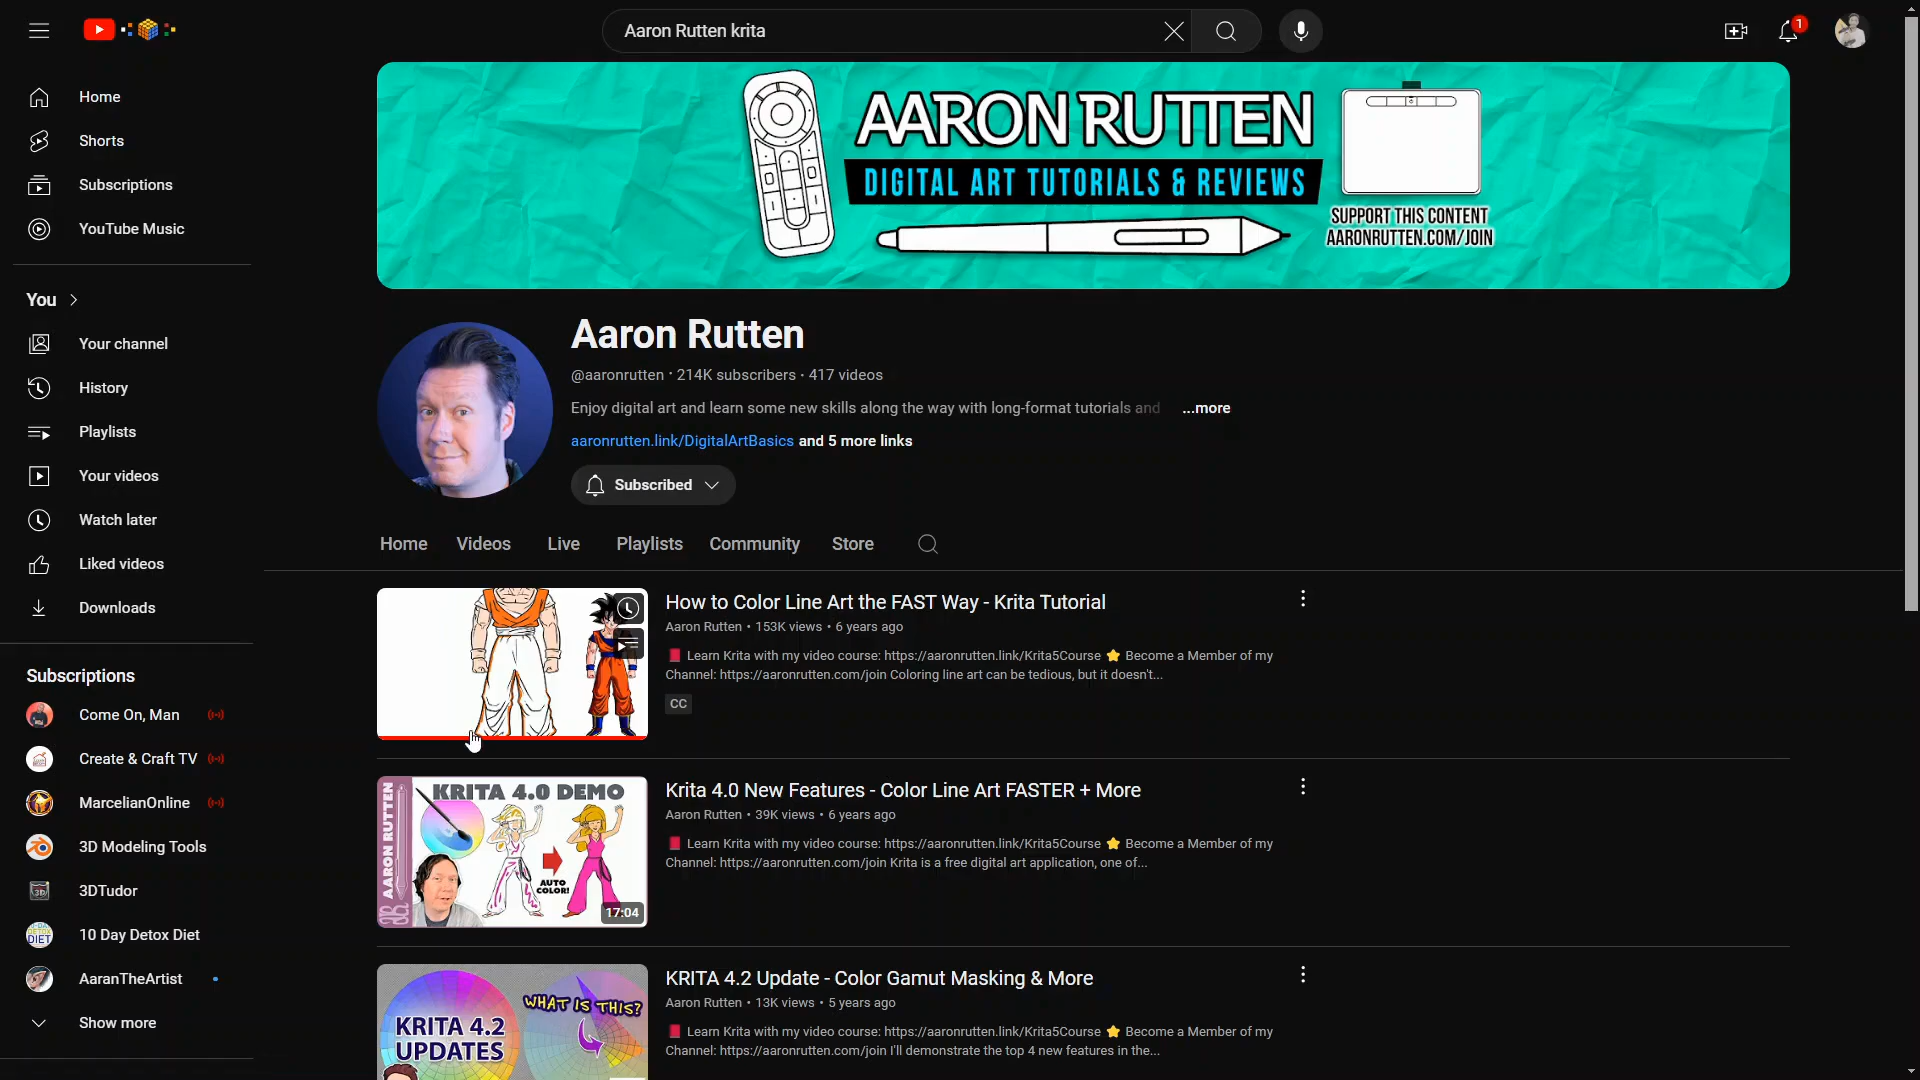 Aaron Rutten krita
1
Home
Shorts
Subscriptions
YouTube Music
You
Your channel
History
Playlists
Your videos
Watch later
Liked videos
Downloads
Subscriptions
Come On, Man
Create & Craft TV
MarcelianOnline
3D Modeling Tools
3DTudor
10 Day Detox Diet
AaranTheArtist
Show more
AARON RUTTEN
DIGITAL ART TUTORIALS & REVIEWS
SUPPORT THIS CONTENT
AARONRUTTEN.COM/JOIN
Aaron Rutten
@aaronrutten • 214K subscribers • 417 videos
Enjoy digital art and learn some new skills along the way with long-format tutorials and ...more
aaronrutten.link/DigitalArtBasics and 5 more links
Subscribed
Home Videos Live Playlists Community Store
How to Color Line Art the FAST Way - Krita Tutorial
Aaron Rutten • 153K views • 6 years ago
📕 Learn Krita with my video course: https://aaronrutten.link/Krita5Course ⭐ Become a Member of my
Channel: https://aaronrutten.com/join Coloring line art can be tedious, but it doesn't...
CC
AARON RUTTEN
KRITA 4.0 DEMO
AUTO
COLOR!
17:04
Krita 4.0 New Features - Color Line Art FASTER + More
Aaron Rutten • 39K views • 6 years ago
📕 Learn Krita with my video course: https://aaronrutten.link/Krita5Course ⭐ Become a Member of my
Channel: https://aaronrutten.com/join Krita is a free digital art application, one of...
WHAT IS THIS?
KRITA 4.2
UPDATES
KRITA 4.2 Update - Color Gamut Masking & More
Aaron Rutten • 13K views • 5 years ago
📕 Learn Krita with my video course: https://aaronrutten.link/Krita5Course ⭐ Become a Member of my
Channel: https://aaronrutten.com/join I'll demonstrate the top 4 new features in the...